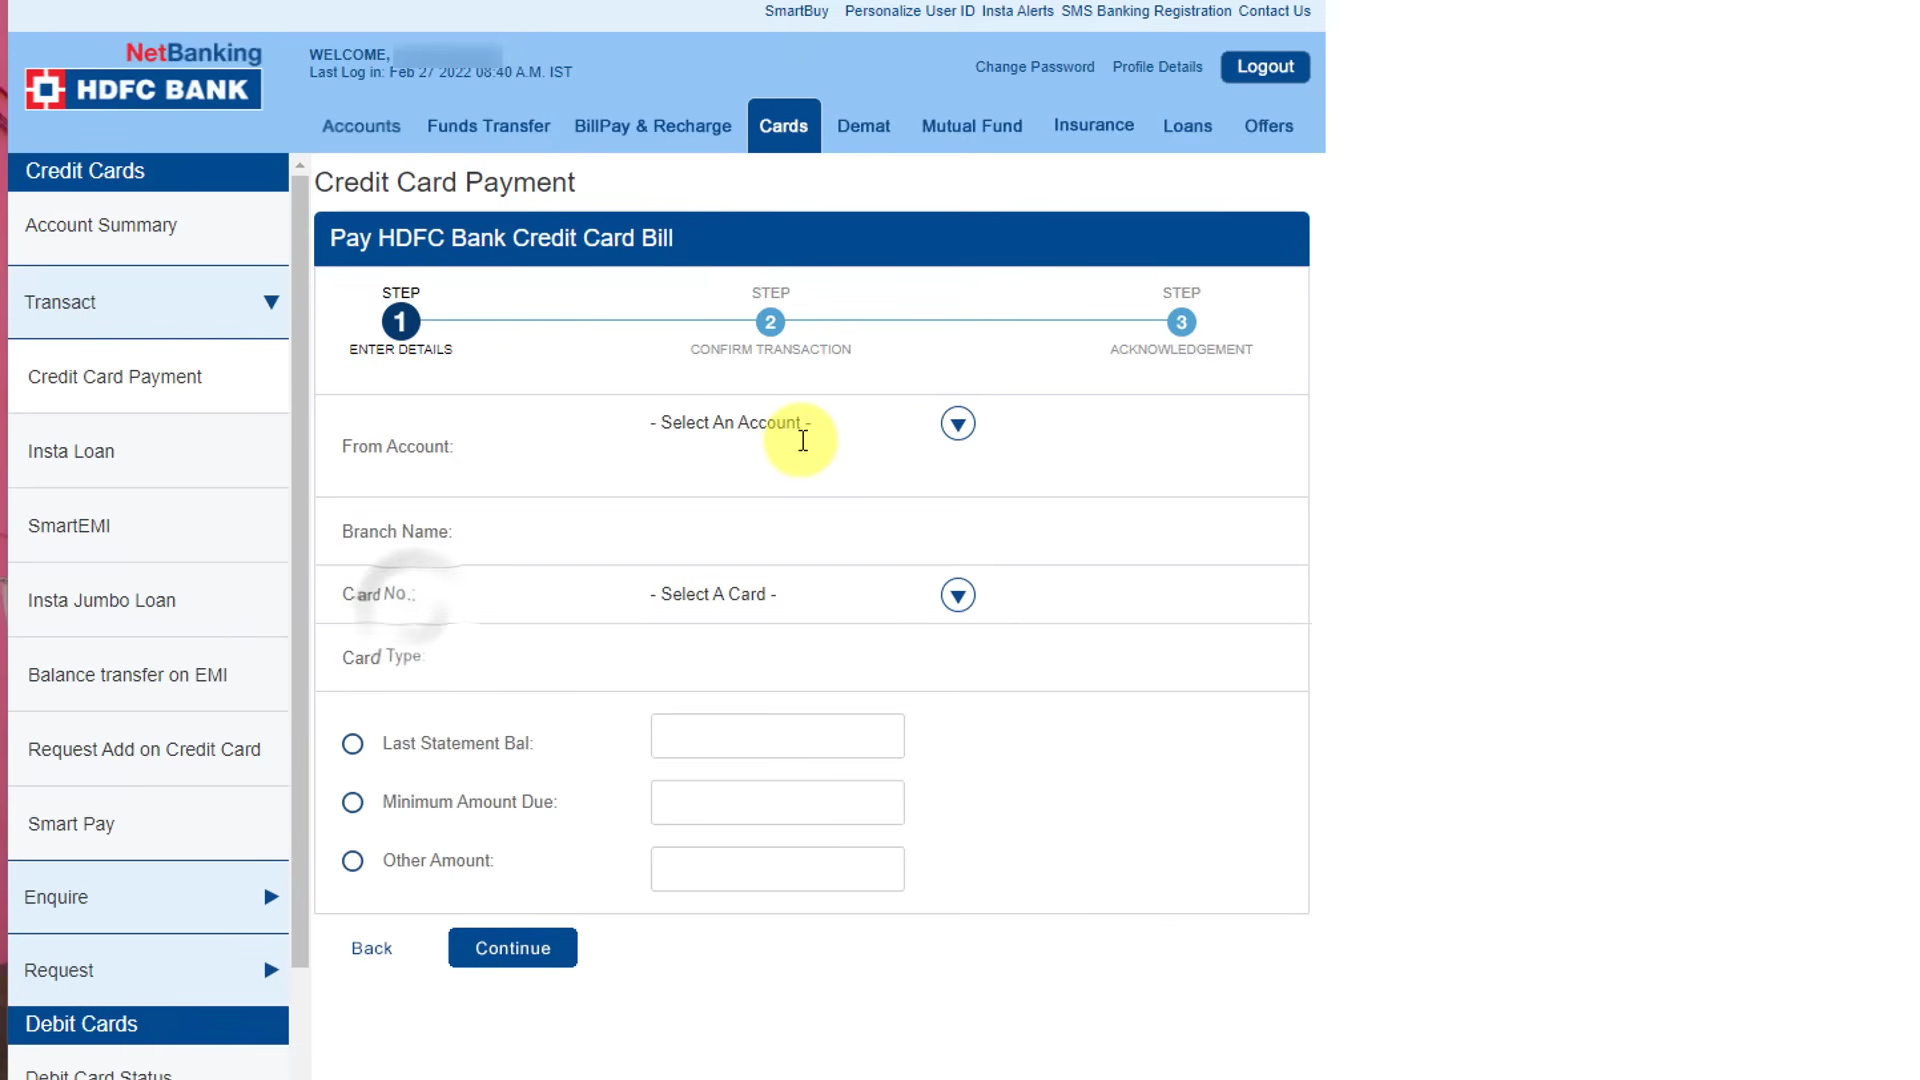 SmartBuy Personalize User ID Insta Alerts SMS Banking Registration Contact Us
NetBanking
HDFC BANK
WELCOME,
Last Log in: Feb 27 2022 08:40 A.M. IST
Change Password Profile Details Logout
Accounts Funds Transfer BillPay & Recharge Cards Demat Mutual Fund Insurance Loans Offers
Credit Cards
Account Summary
Transact
Credit Card Payment
Insta Loan
SmartEMI
Insta Jumbo Loan
Balance transfer on EMI
Request Add on Credit Card
Smart Pay
Enquire
Request
Debit Cards
Debit Card Status
Credit Card Payment
Pay HDFC Bank Credit Card Bill
STEP STEP STEP
1 2 3
ENTER DETAILS CONFIRM TRANSACTION ACKNOWLEDGEMENT
From Account: - Select An Account -
Branch Name:
Card No.: - Select A Card -
Card Type:
Last Statement Bal:
Minimum Amount Due:
Other Amount:
Back Continue